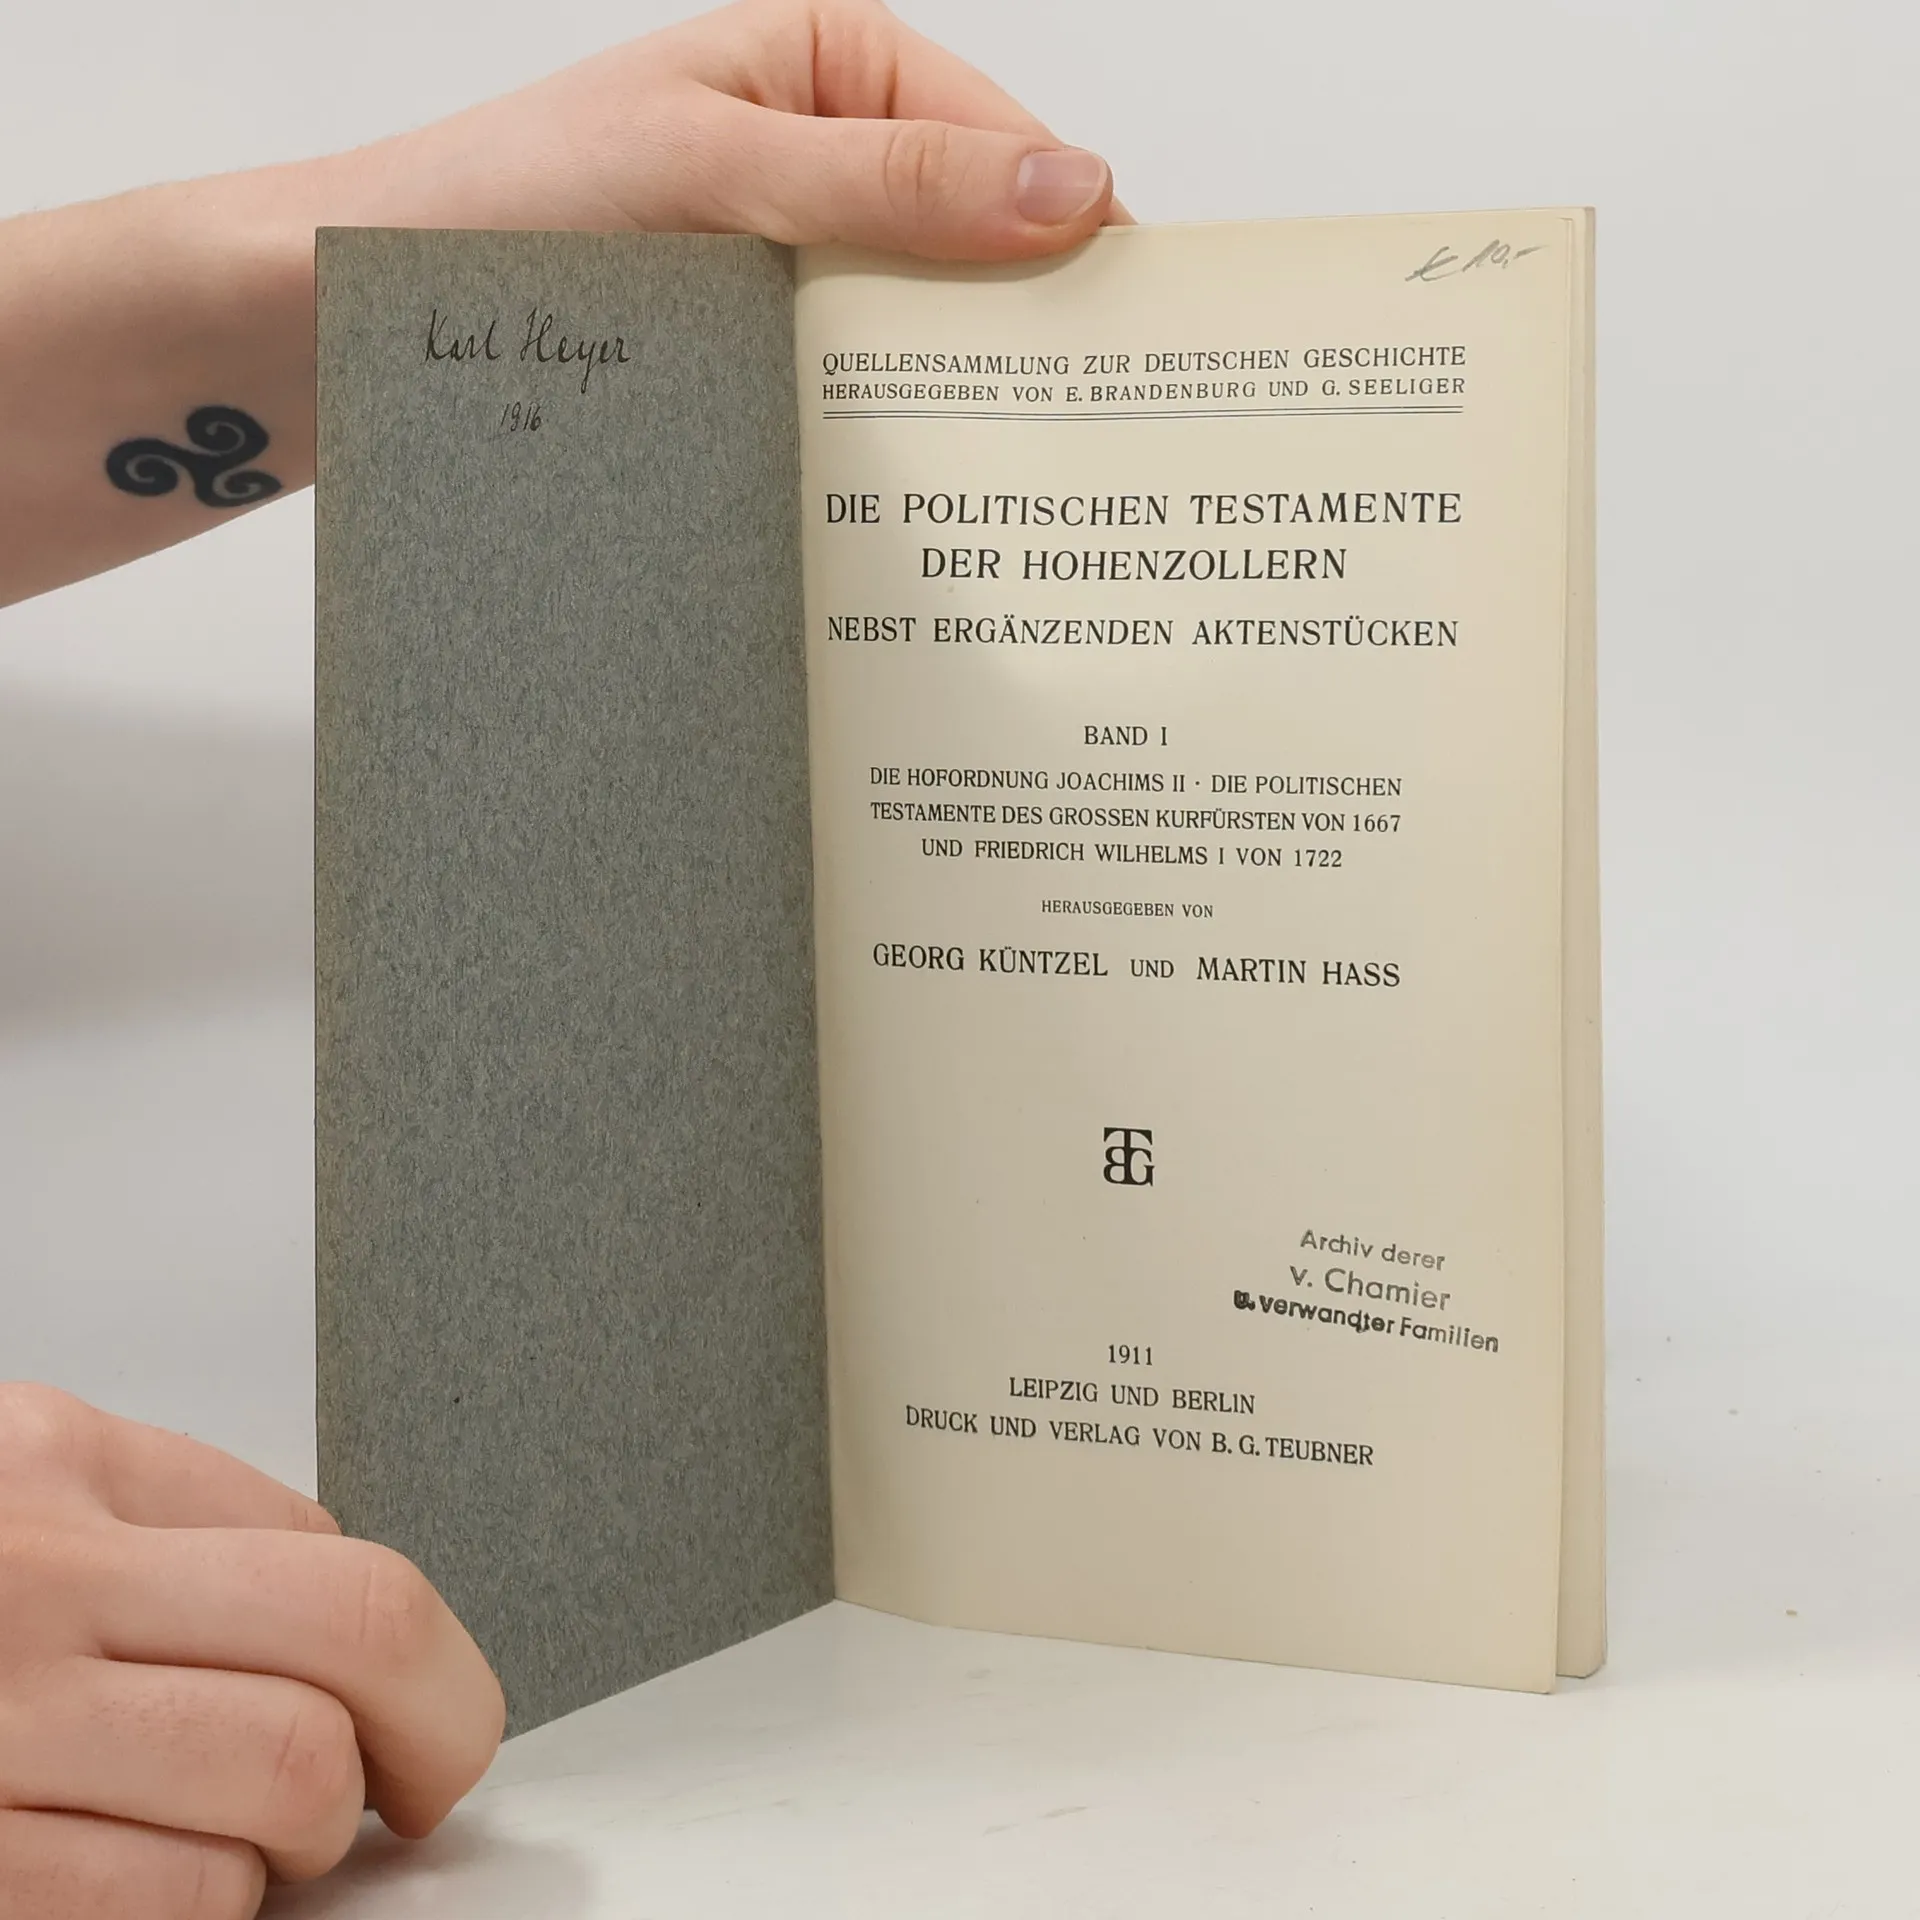 Karl Heyer
1916
€ 10,-
QUELLENSAMMLUNG ZUR DEUTSCHEN GESCHICHTE
HERAUSGEGEBEN VON E. BRANDENBURG UND G. SEELIGER
DIE POLITISCHEN TESTAMENTE
DER HOHENZOLLERN
NEBST ERGÄNZENDEN AKTENSTÜCKEN
BAND I
DIE HOFORDNUNG JOACHIMS II · DIE POLITISCHEN
TESTAMENTE DES GROSSEN KURFÜRSTEN VON 1667
UND FRIEDRICH WILHELMS I VON 1722
HERAUSGEGEBEN VON
GEORG KÜNTZEL UND MARTIN HASS
BTG
Archiv derer
v. Chamier
u. verwandter Familien
1911
LEIPZIG UND BERLIN
DRUCK UND VERLAG VON B. G. TEUBNER